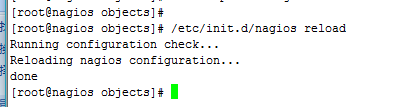 [root@nagios objects]#
[root@nagios objects]# /etc/init.d/nagios reload
Running configuration check...
Reloading nagios configuration...
done
[root@nagios objects]#